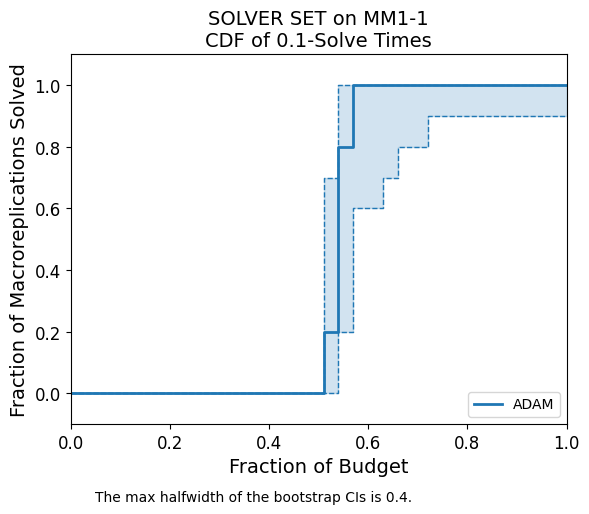 SOLVER SET on MM1-1
CDF of 0.1-Solve Times
Fraction of Macroreplications Solved
1.0
0.8
0.6
0.4
0.2
0.0
ADAM
0.0 0.2 0.4 0.6 0.8 1.0
Fraction of Budget
The max halfwidth of the bootstrap CIs is 0.4.